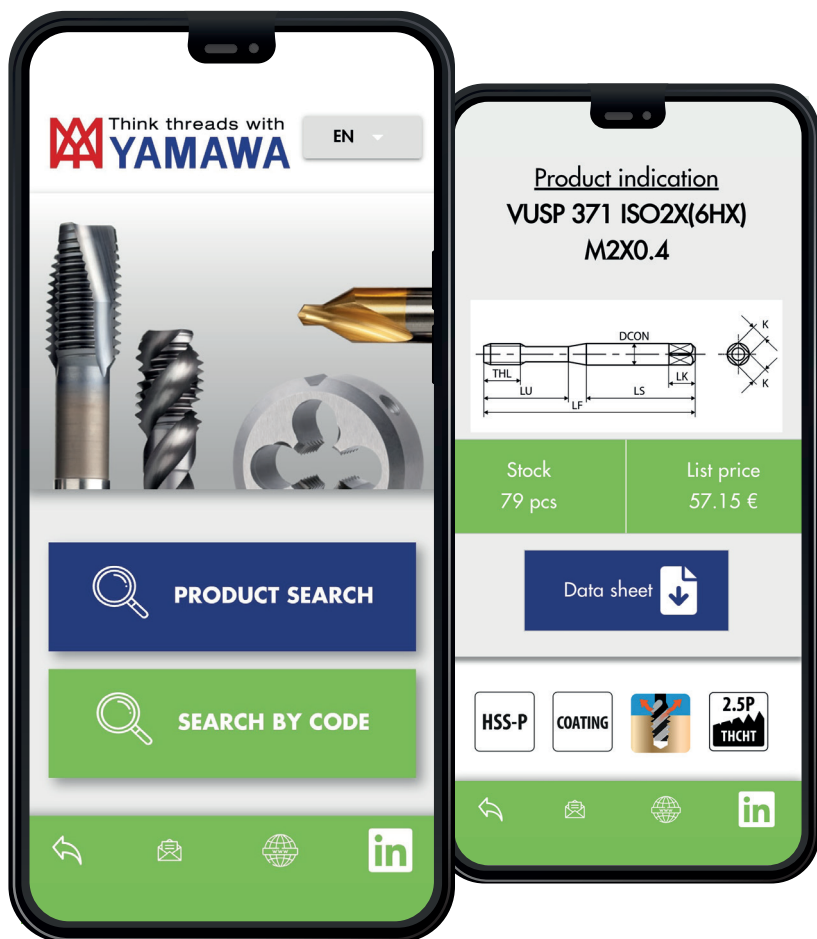 Think threads with
YAMAWA
EN
PRODUCT SEARCH
SEARCH BY CODE
in
Product indication
VUSP 371 ISO2X(6HX)
M2X0.4
DCON
K
THL
LK
K
LU
LS
LF
Stock
79 pcs
List price
57.15 €
Data sheet
HSS-P
COATING
2.5P
THCHT
www
in